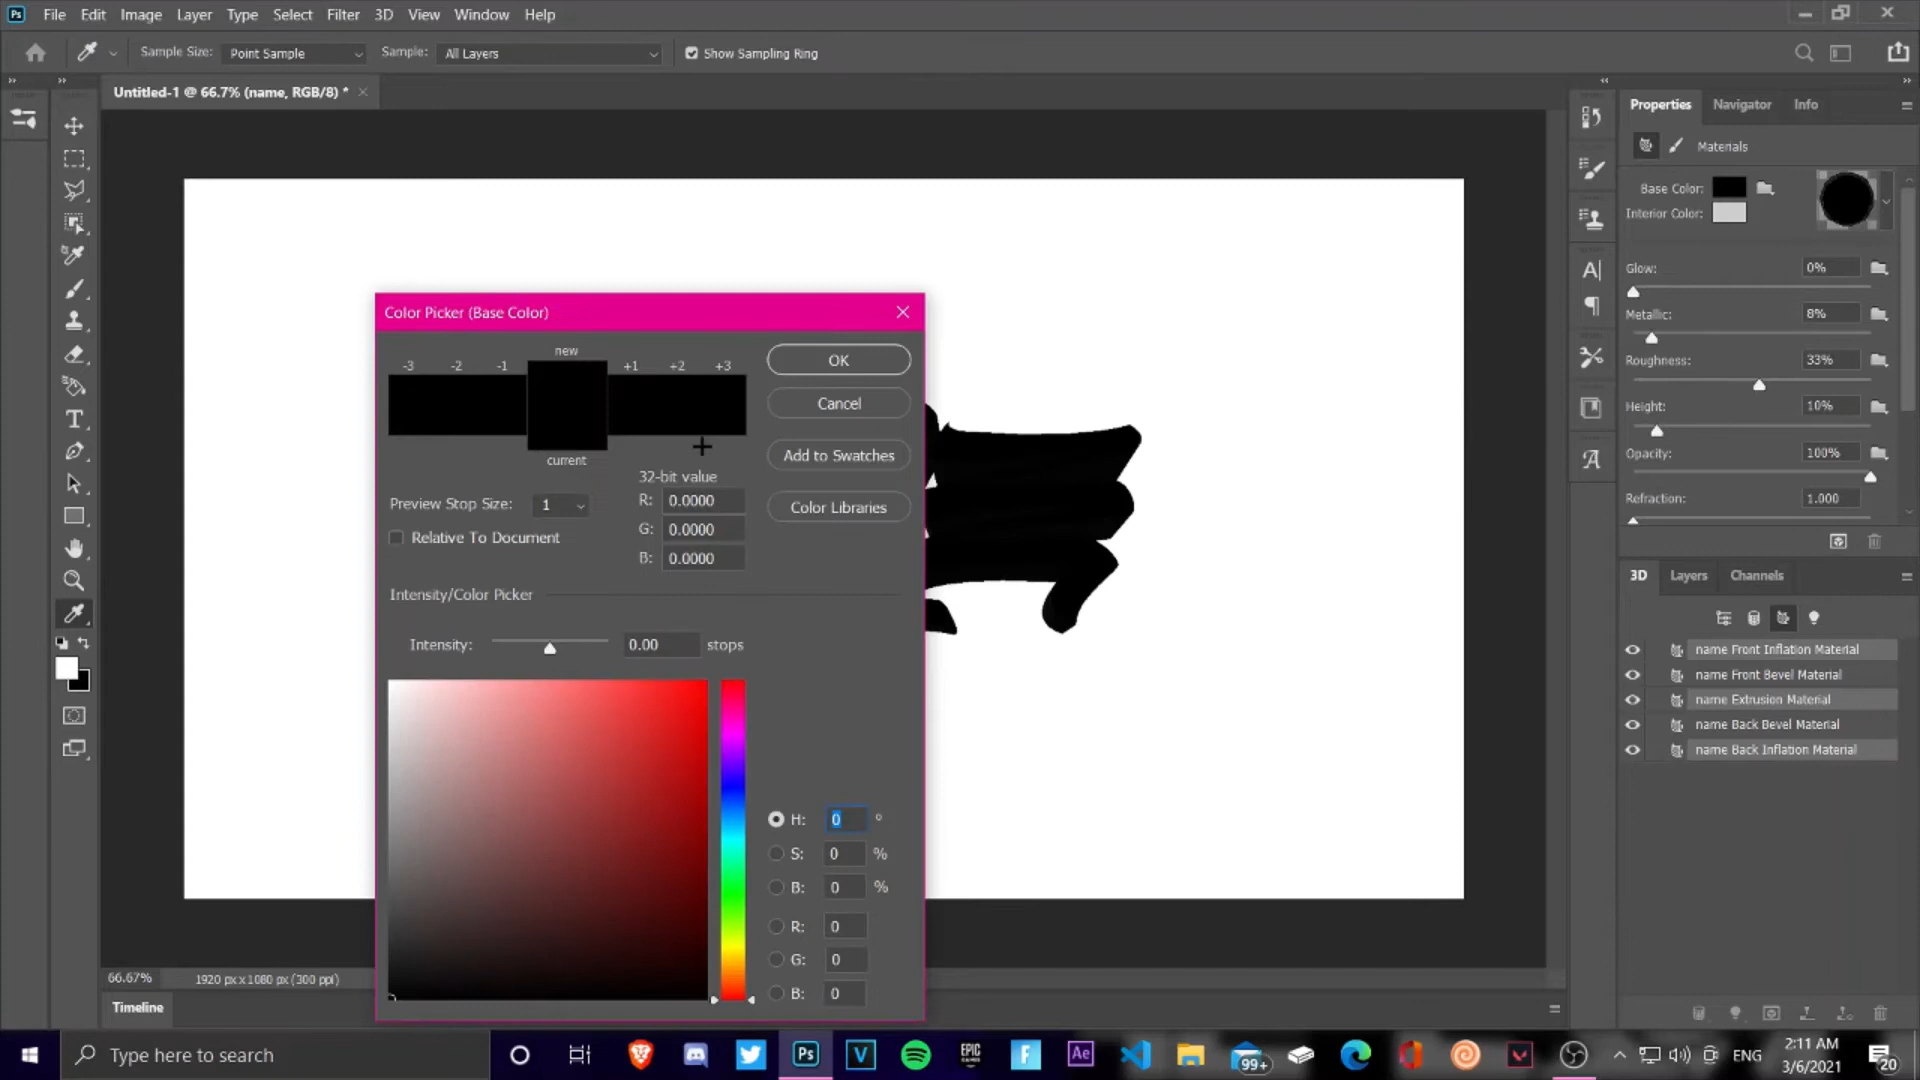 Ps File Edit Image Layer Type Select Filter 3D View Window Help
Sample Size: Point Sample Sample: All Layers Show Sampling Ring
Untitled-1 @ 66.7% (name, RGB/8) *
Properties Navigator Info
Materials
Base Color:
Interior Color:
Glow: 0%
Metallic: 8%
Roughness: 33%
Height: 10%
Opacity: 100%
Refraction: 1.000
Color Picker (Base Color)
new
-3 -2 -1 +1 +2 +3
current
OK
Cancel
Add to Swatches
Color Libraries
32-bit value
Preview Stop Size: 1
R: 0.0000
G: 0.0000
B: 0.0000
Relative To Document
Intensity/Color Picker
Intensity: 0.00 stops
H: 0 °
S: 0 %
B: 0 %
R: 0
G: 0
B: 0
3D Layers Channels
name Front Inflation Material
name Front Bevel Material
name Extrusion Material
name Back Bevel Material
name Back Inflation Material
66.67% 1920 px x 1080 px (300 ppi)
Timeline
Type here to search
Ps V EPIC GAMES F Ae 99+
ENG
2:11 AM
3/6/2021
20